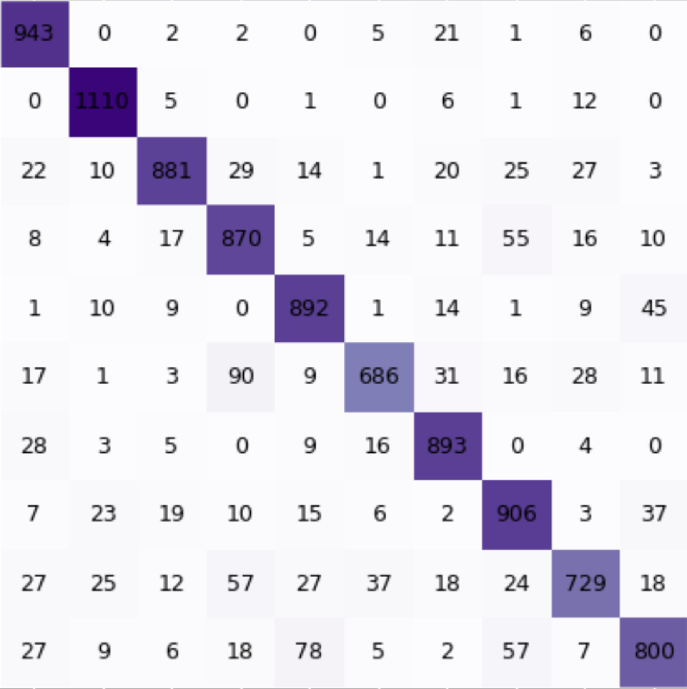 943 0 2 2 0 5 21 1 6 0
0 1110 5 0 1 0 6 1 12 0
22 10 881 29 14 1 20 25 27 3
8 4 17 870 5 14 11 55 16 10
1 10 9 0 892 1 14 1 9 45
17 1 3 90 9 686 31 16 28 11
28 3 5 0 9 16 893 0 4 0
7 23 19 10 15 6 2 906 3 37
27 25 12 57 27 37 18 24 729 18
27 9 6 18 78 5 2 57 7 800